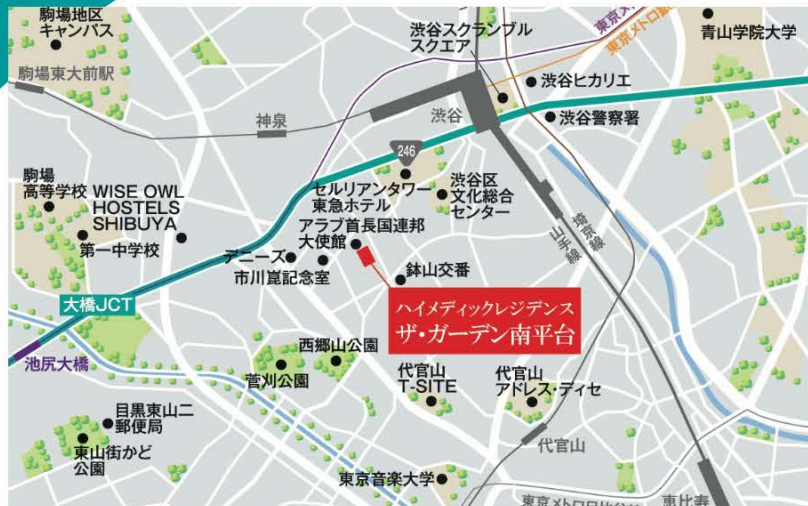 駒場地区
キャンパス
渋谷スクランブル
スクエア
東京メトロ
青山学院大学
駒場東大前駅
渋谷ヒカリエ
神泉
渋谷
渋谷警察署
246
駒場
高等学校
WISE OWL
HOSTELS
SHIBUYA
第一中学校
セルリアンタワー
東急ホテル
渋谷区
文化総合
センター
アラブ首長国連邦
大使館
デニーズ
市川崑記念室
鉢山交番
山手線
埼京線
大橋JCT
ハイメディックレジデンス
ザ・ガーデン南平台
池尻大橋
西郷山公園
菅刈公園
代官山
T-SITE
代官山
アドレス・ディセ
目黒東山二
郵便局
東山街かど
公園
代官山
東京音楽大学
恵比寿